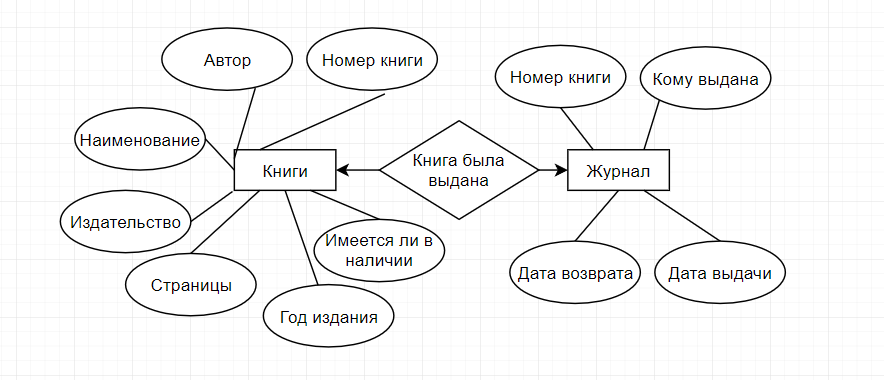 Автор
Номер книги
Номер книги
Кому выдана
Наименование
Книга была
выдана
Книги
Журнал
Издательство
Имеется ли в
наличии
Страницы
Дата возврата
Дата выдачи
Год издания